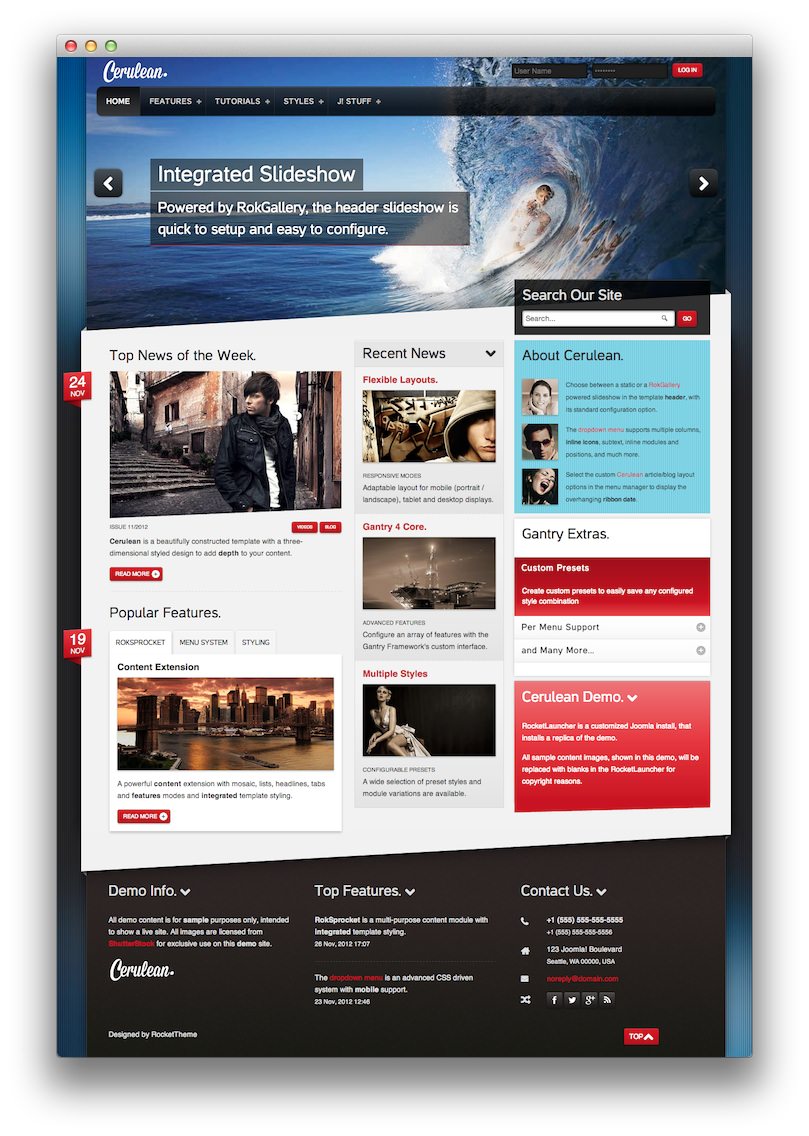 Cerulean.
User Name
LOG IN
HOME
FEATURES +
TUTORIALS +
STYLES +
J! STUFF +
Integrated Slideshow
Powered by RokGallery, the header slideshow is
quick to setup and easy to configure.
Search Our Site
Search...
GO
24
NOV
Top News of the Week.
ISSUE 11/2012
VIDEOS
BLOG
Cerulean is a beautifully constructed template with a three-
dimensional styled design to add depth to your content.
READ MORE
19
NOV
Popular Features.
ROKSPROCKET
MENU SYSTEM
STYLING
Content Extension
A powerful content extension with mosaic, lists, headlines, tabs
and features modes and integrated template styling.
READ MORE
Recent News
Flexible Layouts.
RESPONSIVE MODES
Adaptable layout for mobile (portrait /
landscape), tablet and desktop displays.
Gantry 4 Core.
ADVANCED FEATURES
Configure an array of features with the
Gantry Framework's custom interface.
Multiple Styles
CONFIGURABLE PRESETS
A wide selection of preset styles and
module variations are available.
About Cerulean.
Choose between a static or a RokGallery
powered slideshow in the template header, with
its standard configuration option.
The dropdown menu supports multiple columns,
inline icons, subtext, inline modules and
positions, and much more.
Select the custom Cerulean article/blog layout
options in the menu manager to display the
overhanging ribbon date.
Gantry Extras.
Custom Presets
Create custom presets to easily save any configured
style combination
Per Menu Support
and Many More...
Cerulean Demo.
RocketLauncher is a customized Joomla install, that
installs a replica of the demo.
All sample content images, shown in this demo, will be
replaced with blanks in the RocketLauncher for
copyright reasons.
Demo Info.
All demo content is for sample purposes only, intended
to show a live site. All images are licensed from
ShutterStock for exclusive use on this demo site.
Cerulean.
Top Features.
RokSprocket is a multi-purpose content module with
integrated template styling.
26 Nov, 2012 17:07
The dropdown menu is an advanced CSS driven
system with mobile support.
23 Nov, 2012 12:46
Contact Us.
+1 (555) 555-555-5555
+1 (555) 555-555-5556
123 Joomla! Boulevard
Seattle, WA 00000, USA
noreply@domain.com
Designed by RocketTheme
TOP